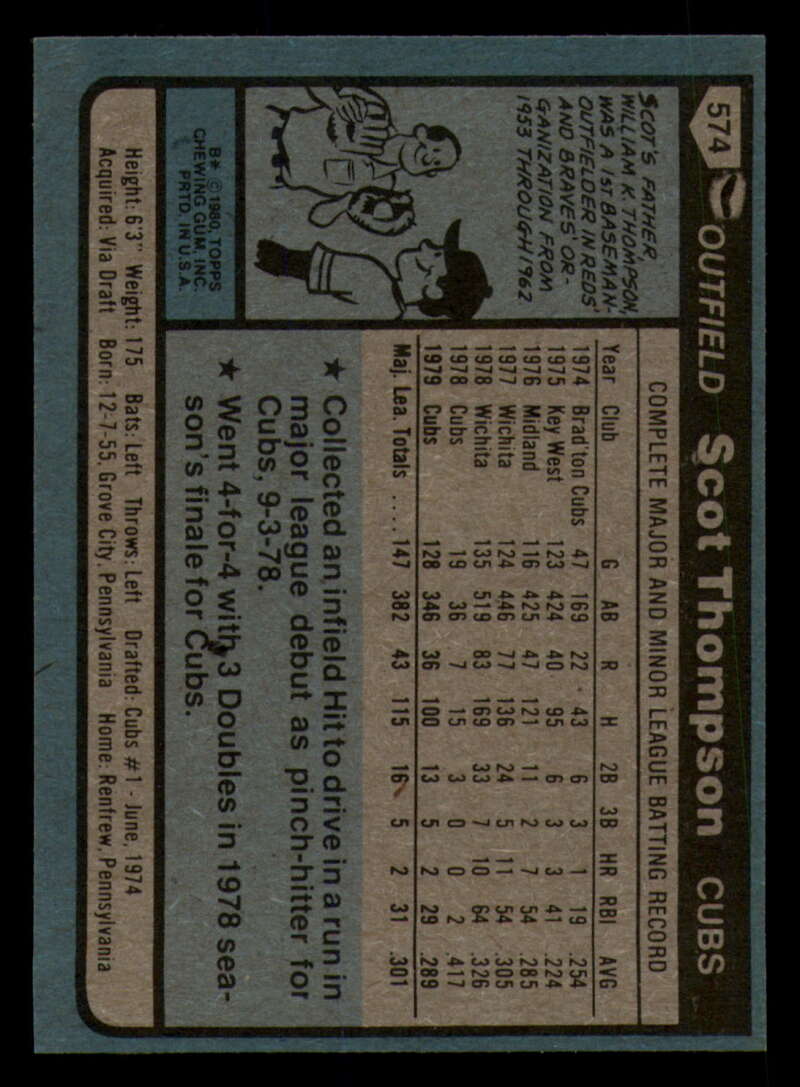 574 OUTFIELD Scot Thompson CUBS
SCOT'S FATHER,
WILLIAM K. THOMPSON,
WAS A 1ST BASEMAN-
OUTFIELDER IN REDS'
AND BRAVES' OR-
GANIZATION FROM
1953 THROUGH 1962
B* © 1980, TOPPS
CHEWING GUM INC.
PRTD. IN U.S.A.
COMPLETE MAJOR AND MINOR LEAGUE BATTING RECORD
Year Club G AB R H 2B 3B HR RBI AVG
1974 Brad'ton Cubs 47 169 22 43 6 3 1 19 .254
1975 Key West 123 424 40 95 6 3 3 41 .224
1976 Midland 116 425 47 121 11 2 7 54 .285
1977 Wichita 124 446 77 136 24 5 11 54 .305
1978 Wichita 135 519 83 169 33 7 10 64 .326
1978 Cubs 19 36 7 15 3 0 0 2 .417
1979 Cubs 128 346 36 100 13 5 2 29 .289
Maj. Lea. Totals .... 147 382 43 115 16 5 2 31 .301
★ Collected an infield Hit to drive in a run in
major league debut as pinch-hitter for
Cubs, 9-3-78.
★ Went 4-for-4 with 3 Doubles in 1978 sea-
son's finale for Cubs.
Height: 6'3" Weight: 175 Bats: Left Throws: Left Drafted: Cubs #1 - June, 1974
Acquired: Via Draft Born: 12-7-55, Grove City, Pennsylvania Home: Renfrew, Pennsylvania